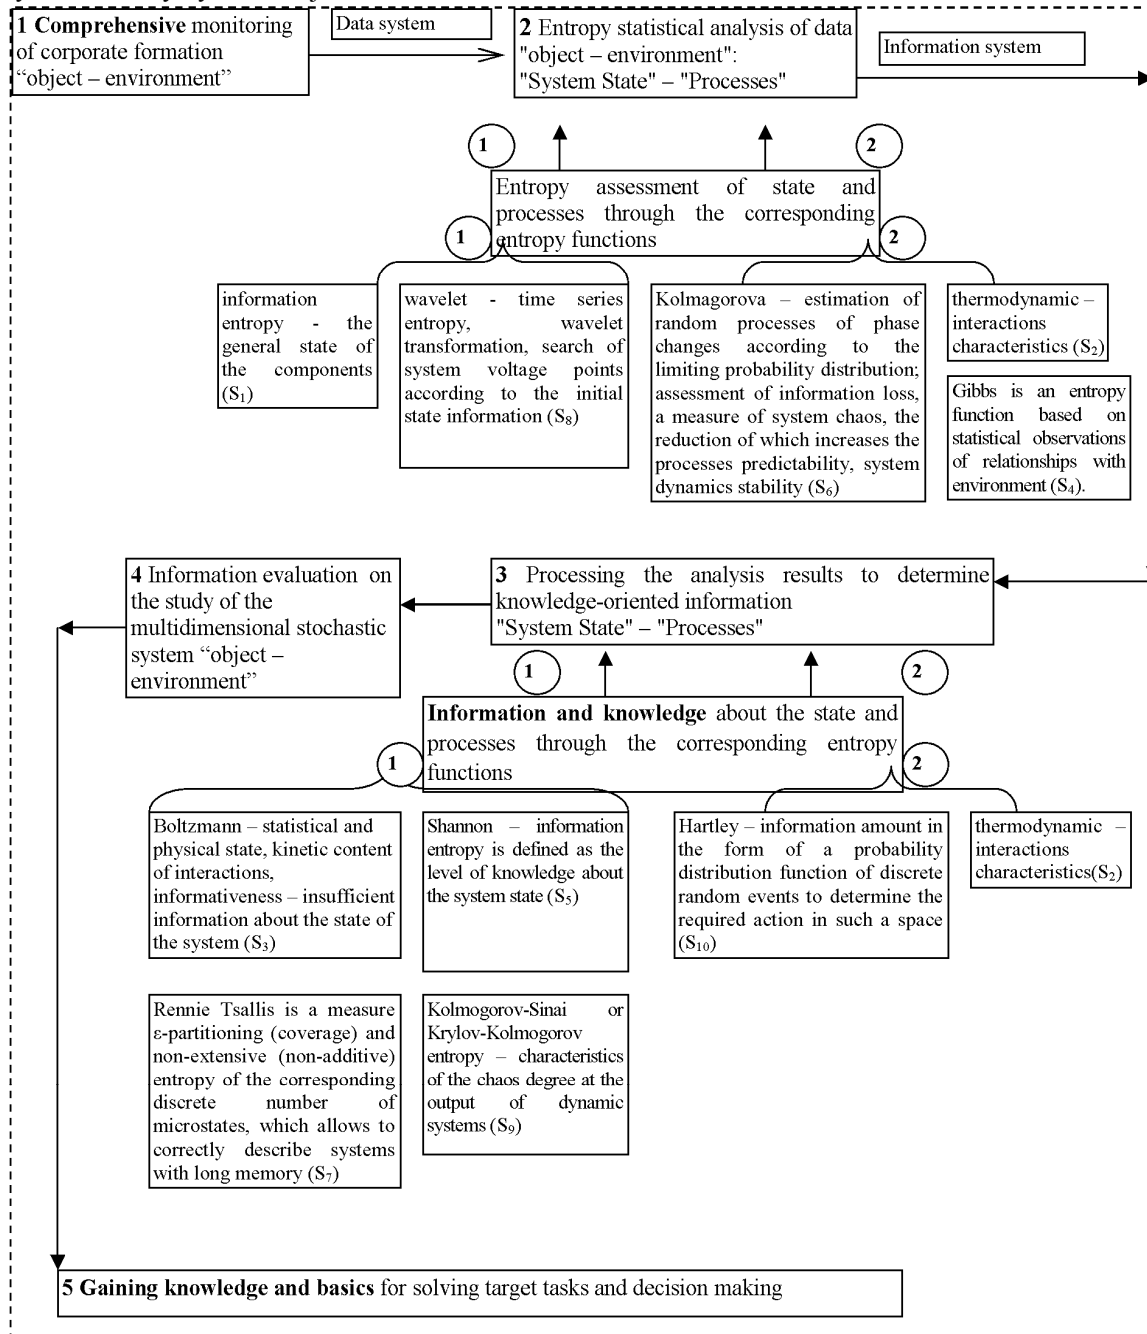 1 Comprehensive monitoring
of corporate formation
“object – environment”
Data system
2 Entropy statistical analysis of data
"object – environment":
"System State" – "Processes"
Information system
1
2
Entropy assessment of state and
processes through the corresponding
entropy functions
1
2
information
entropy - the
general state of
the components
(S1)
wavelet - time series
entropy, wavelet
transformation, search of
system voltage points
according to the initial
state information (S8)
Kolmagorova – estimation of
random processes of phase
changes according to the
limiting probability distribution;
assessment of information loss,
a measure of system chaos, the
reduction of which increases the
processes predictability, system
dynamics stability (S6)
thermodynamic –
interactions
characteristics (S2)
Gibbs is an entropy
function based on
statistical observations
of relationships with
environment (S4).
4 Information evaluation on
the study of the
multidimensional stochastic
system “object –
environment”
3 Processing the analysis results to determine
knowledge-oriented information
"System State" – "Processes"
1
2
Information and knowledge about the state and
processes through the corresponding entropy
functions
1
2
Boltzmann – statistical and
physical state, kinetic content
of interactions,
informativeness – insufficient
information about the state of
the system (S3)
Shannon – information
entropy is defined as the
level of knowledge about
the system state (S5)
Hartley – information amount in
the form of a probability
distribution function of discrete
random events to determine the
required action in such a space
(S10)
thermodynamic –
interactions
characteristics(S2)
Rennie Tsallis is a measure
ε-partitioning (coverage) and
non-extensive (non-additive)
entropy of the corresponding
discrete number of
microstates, which allows to
correctly describe systems
with long memory (S7)
Kolmogorov-Sinai or
Krylov-Kolmogorov
entropy – characteristics
of the chaos degree at the
output of dynamic
systems (S9)
5 Gaining knowledge and basics for solving target tasks and decision making